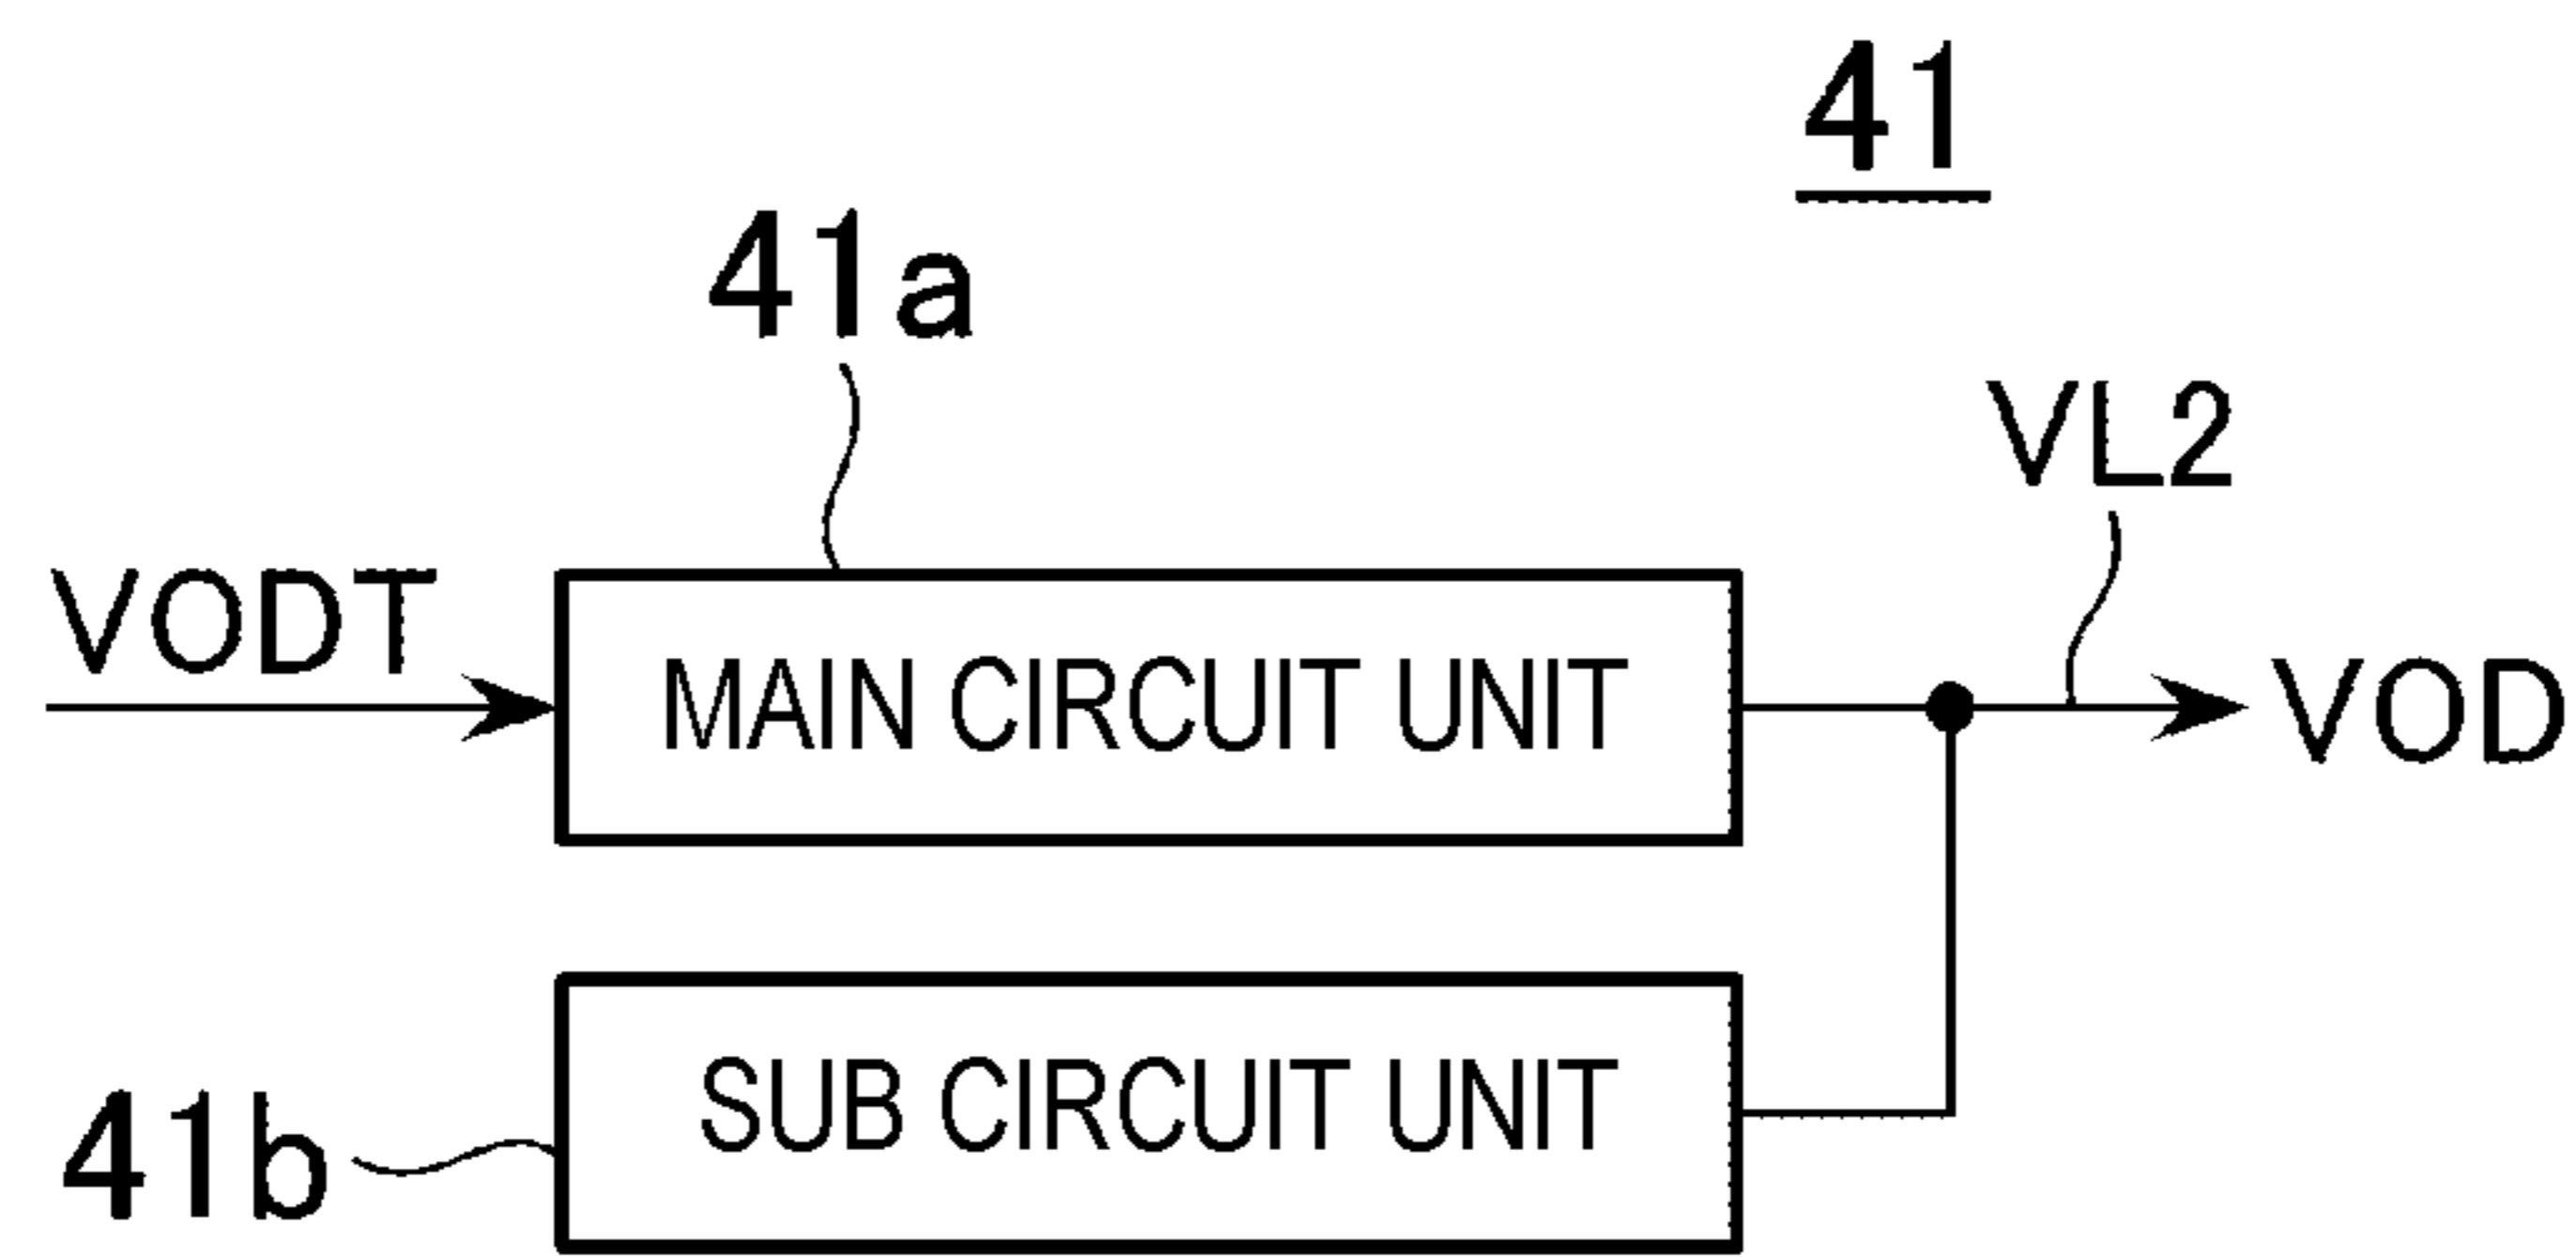 41
41a
VL2
VODT
MAIN CIRCUIT UNIT
VOD
SUB CIRCUIT UNIT
41b